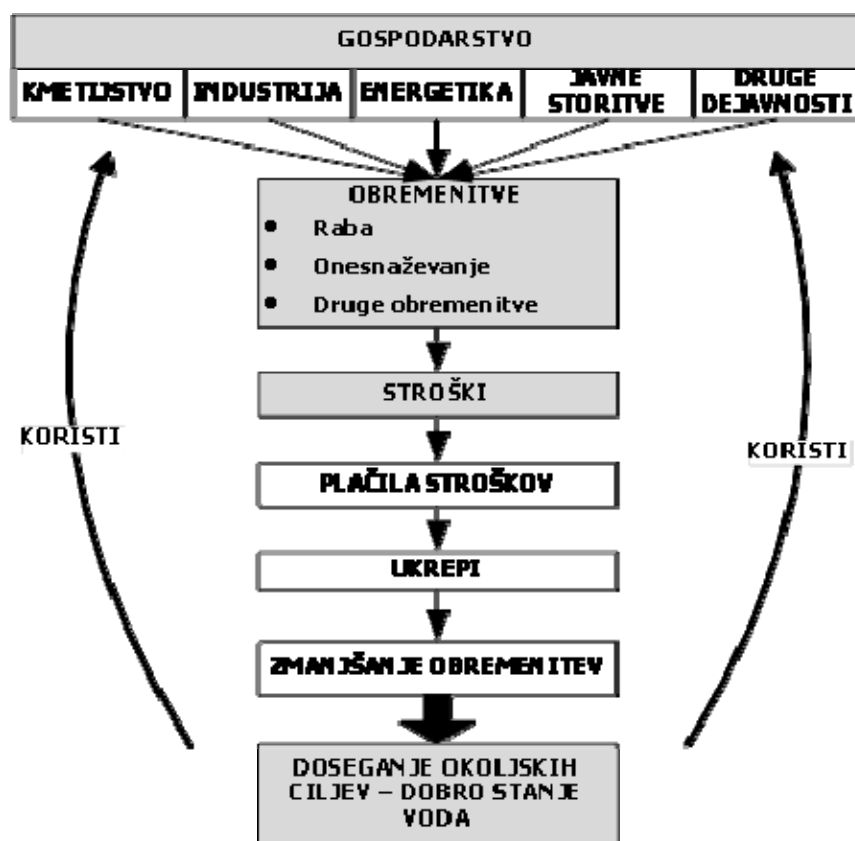 GOSPODARSTVO
KMETIJSTVO INDUSTRIJA ENERGETIKA JAVNE STORITVE DRUGE DEJAVNOSTI
OBREMENITVE
• Raba
• Onesnaževanje
• Druge obremenitve
STROŠKI
KORISTI
KORISTI
PLAČILA STROŠKOV
UKREPI
ZMANJŠANJE OBREMENITEV
DOSEGANJE OKOLJSKIH
CILJEV – DOBRO STANJE
VODA